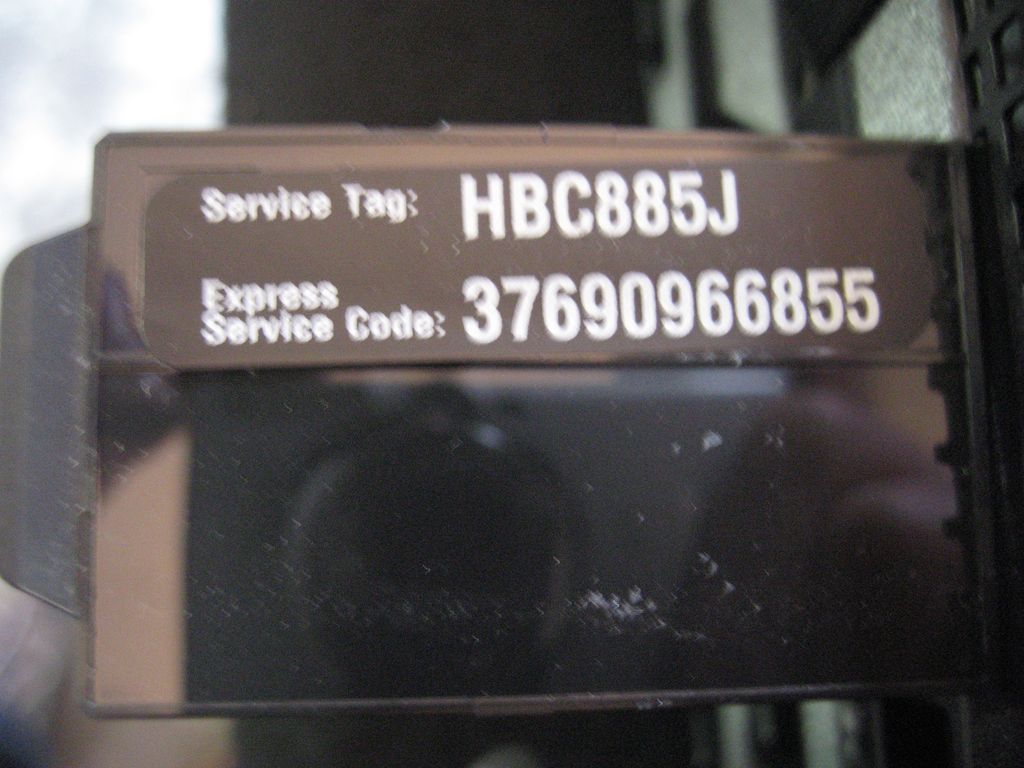 Service Tag: HBC885J
Express
Service Code: 37690966855